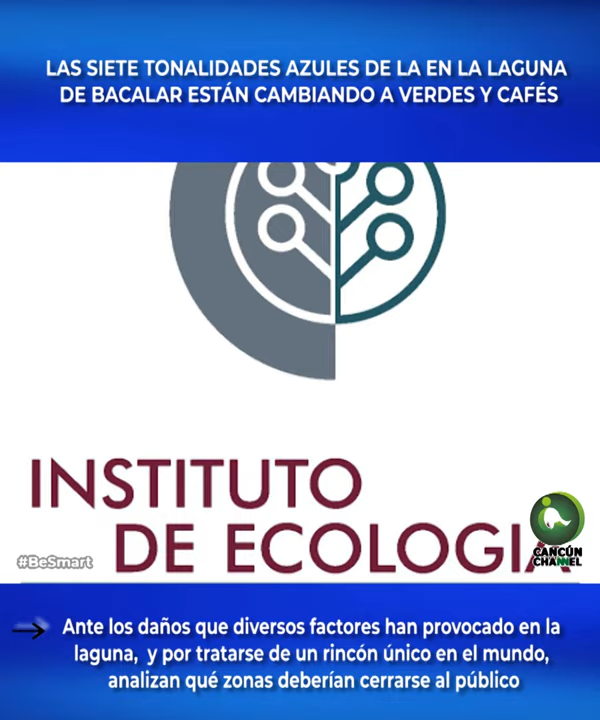 LAS SIETE TONALIDADES AZULES DE LA EN LA LAGUNA
DE BACALAR ESTÁN CAMBIANDO A VERDES Y CAFÉS
INSTITUTO
DE ECOLOGIA
#BeSmart
CANCÚN
CHANNEL
Ante los daños que diversos factores han provocado en la
laguna, y por tratarse de un rincón único en el mundo,
analizan qué zonas deberían cerrarse al público